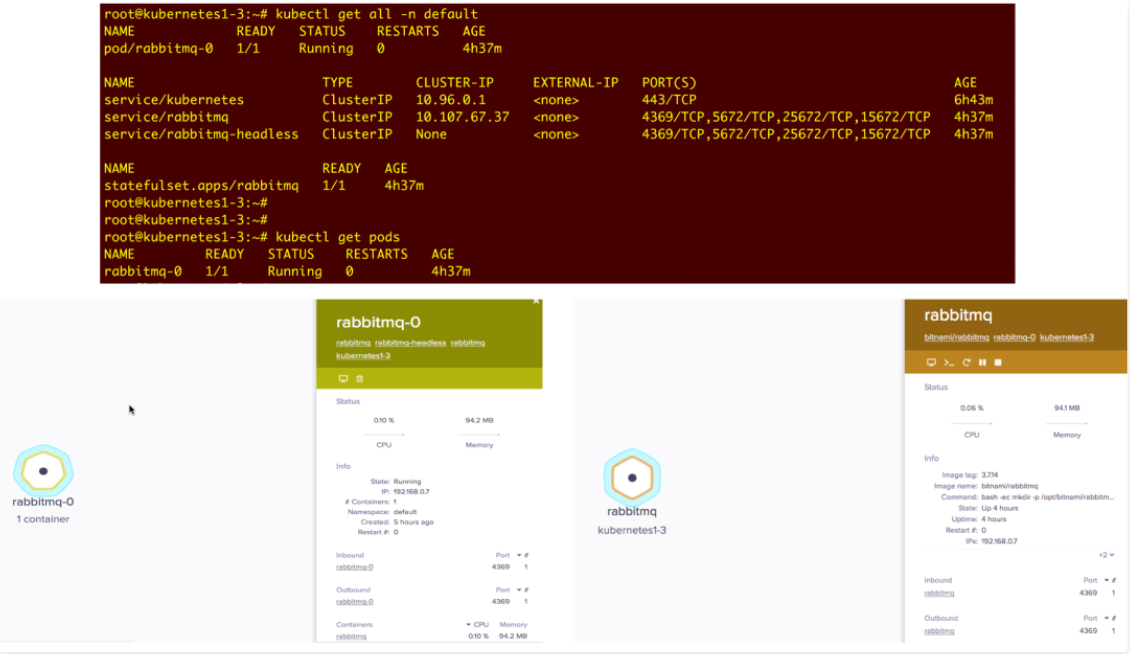 root@kubernetes1-3:~# kubectl get all -n default
NAME READY STATUS RESTARTS AGE
pod/rabbitmq-0 1/1 Running 0 4h37m
NAME TYPE CLUSTER-IP EXTERNAL-IP PORT(S) AGE
service/kubernetes ClusterIP 10.96.0.1 <none> 443/TCP 6h43m
service/rabbitmq ClusterIP 10.107.67.37 <none> 4369/TCP,5672/TCP,25672/TCP,15672/TCP 4h37m
service/rabbitmq-headless ClusterIP None <none> 4369/TCP,5672/TCP,25672/TCP,15672/TCP 4h37m
NAME READY AGE
statefulset.apps/rabbitmq 1/1 4h37m
root@kubernetes1-3:~#
root@kubernetes1-3:~#
root@kubernetes1-3:~# kubectl get pods
NAME READY STATUS RESTARTS AGE
rabbitmq-0 1/1 Running 0 4h37m
rabbitmq-0
1 container
rabbitmq-0
rabbitmq rabbitmq-headless rabbitmq
kubernetes1-3
Status
0.10 % 94.2 MB
CPU Memory
Info
State: Running
IP: 192.168.0.7
# Containers: 1
Namespace: default
Created: 5 hours ago
Restart #: 0
Inbound Port #
rabbitmq-0 4369 1
Outbound Port #
rabbitmq-0 4369 1
Containers CPU Memory
rabbitmq 0.10 % 94.2 MB
rabbitmq
kubernetes1-3
rabbitmq
bitnami/rabbitmq rabbitmq-0 kubernetes1-3
Status
0.06 % 94.1 MB
CPU Memory
Info
Image tag: 3.7.14
Image name: bitnami/rabbitmq
Command: bash -ec mkdir -p /opt/bitnami/rabbitm...
State: Up 4 hours
Uptime: 4 hours
Restart #: 0
IPs: 192.168.0.7
+2
Inbound Port #
rabbitmq 4369 1
Outbound Port #
rabbitmq 4369 1